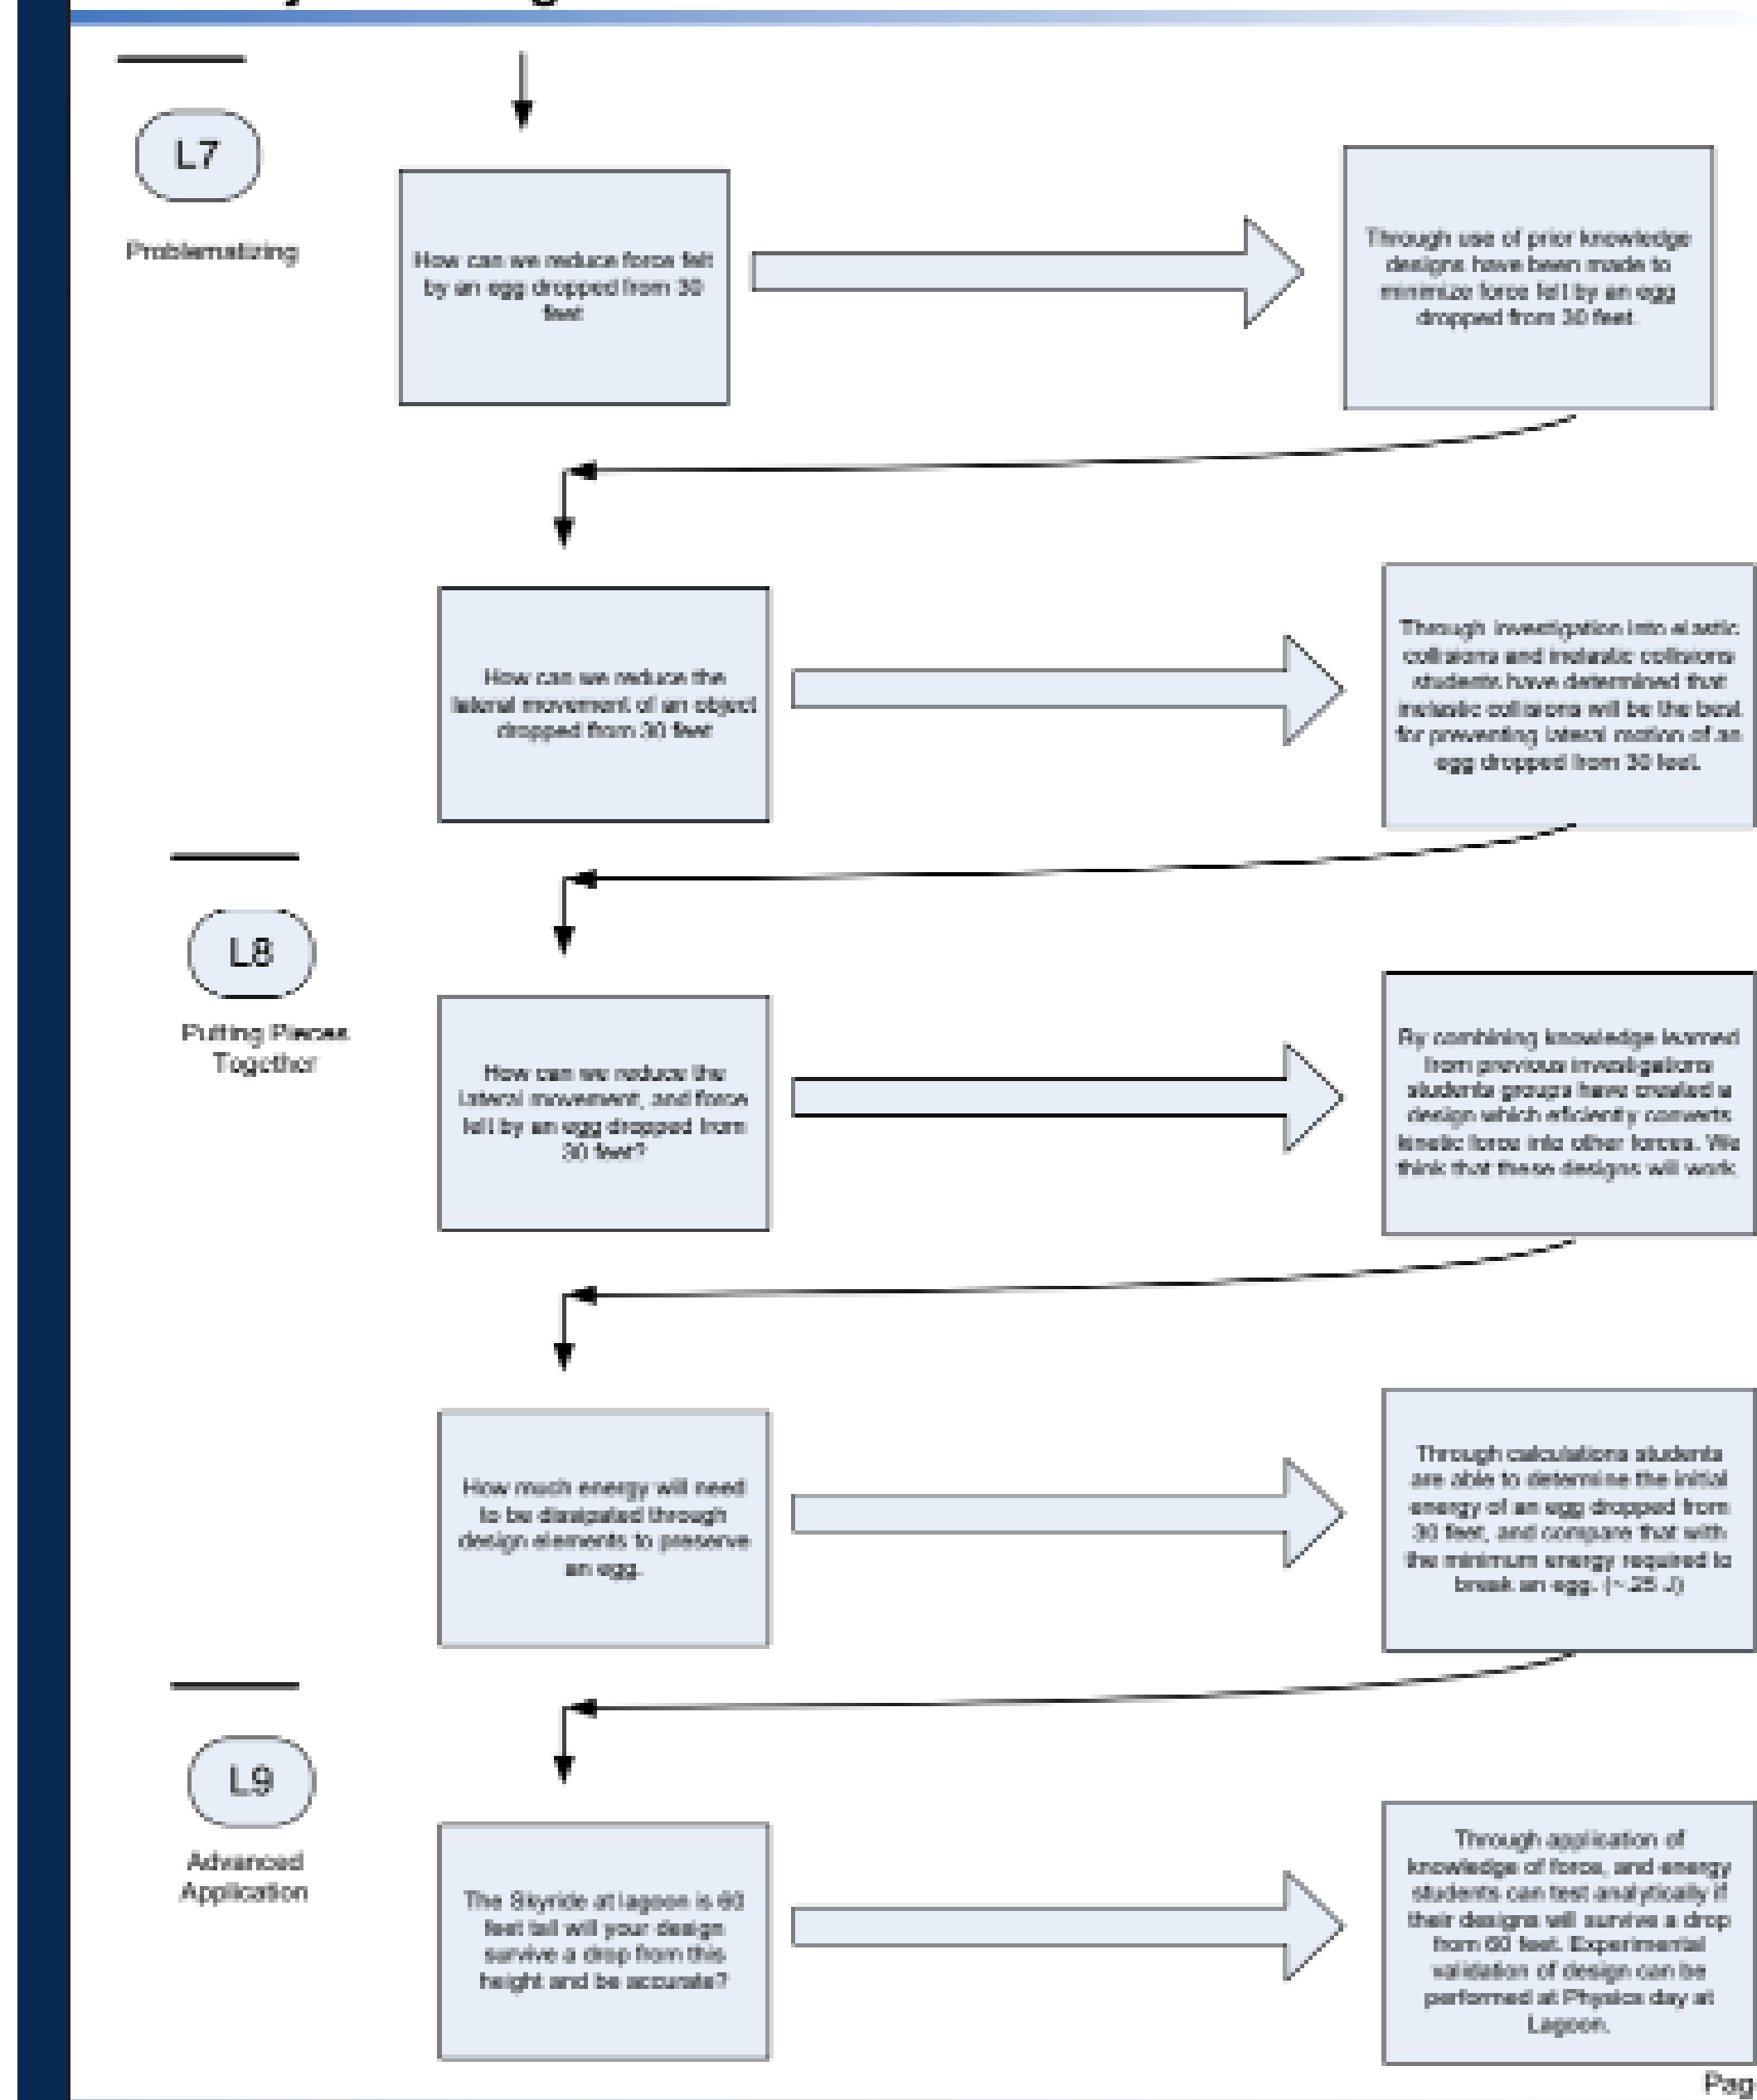 L7
Problematizing
How can we reduce force felt
by an egg dropped from 30
feet
Through use of prior knowledge
designs have been made to
minimize force felt by an egg
dropped from 30 feet.
How can we reduce the
lateral movement of an object
dropped from 30 feet
Through investigation into elastic
collisions and inelastic collisions
students have determined that
inelastic collisions will be the best
for preventing lateral motion of an
egg dropped from 30 feet.
L8
Putting Pieces
Together
How can we reduce the
lateral movement, and force
felt by an egg dropped from
30 feet?
By combining knowledge learned
from previous investigations
students groups have created a
design which eficiently converts
kinetic force into other forces. We
think that these designs will work.
How much energy will need
to be dissipated through
design elements to preserve
an egg.
Through calculations students
are able to determine the initial
energy of an egg dropped from
30 feet, and compare that with
the minimum energy required to
break an egg. (~.25 J)
L9
Advanced
Application
The Skyride at lagoon is 60
feet tall will your design
survive a drop from this
height and be accurate?
Through application of
knowledge of force, and energy
students can test analytically if
their designs will survive a drop
from 60 feet. Experimental
validation of design can be
performed at Physics day at
Lagoon.
Pag